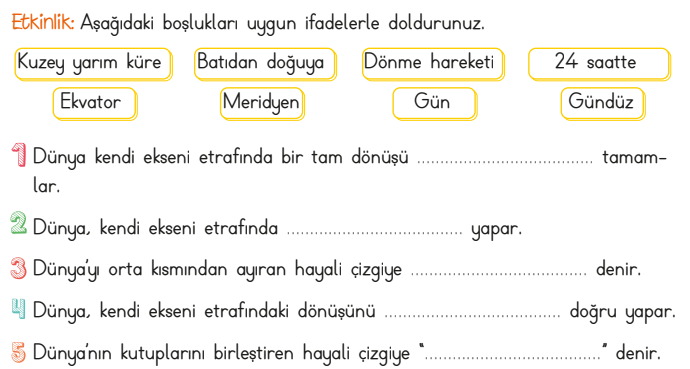 Etkinlik: Aşağıdaki boşlukları uygun ifadelerle doldurunuz.
Kuzey yarım küre Batıdan doğuya Dönme hareketi 24 saatte
Ekvator Meridyen Gün Gündüz
1 Dünya kendi ekseni etrafında bir tam dönüşü ...................................... tamam-
lar.
2 Dünya, kendi ekseni etrafında ...................................... yapar.
3 Dünya'yı orta kısmından ayıran hayali çizgiye ...................................... denir.
4 Dünya, kendi ekseni etrafındaki dönüşünü ...................................... doğru yapar.
5 Dünya'nın kutuplarını birleştiren hayali çizgiye "......................................" denir.